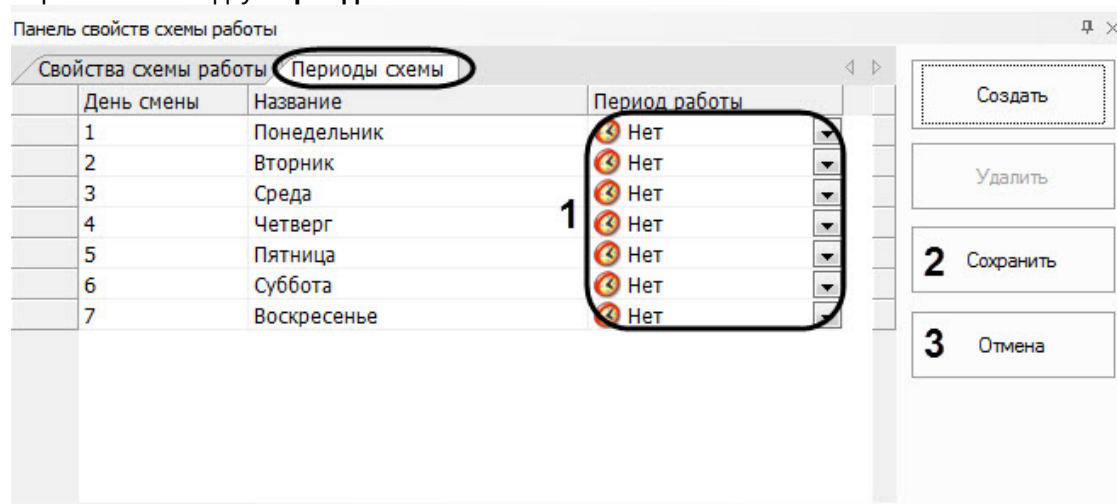 Панель свойств схемы работы
Свойства схемы работы Периоды схемы
День смены Название Период работы
1 Понедельник Нет
2 Вторник Нет
3 Среда Нет
4 Четверг Нет
5 Пятница Нет
6 Суббота Нет
7 Воскресенье Нет
1
Создать
Удалить
2 Сохранить
3 Отмена